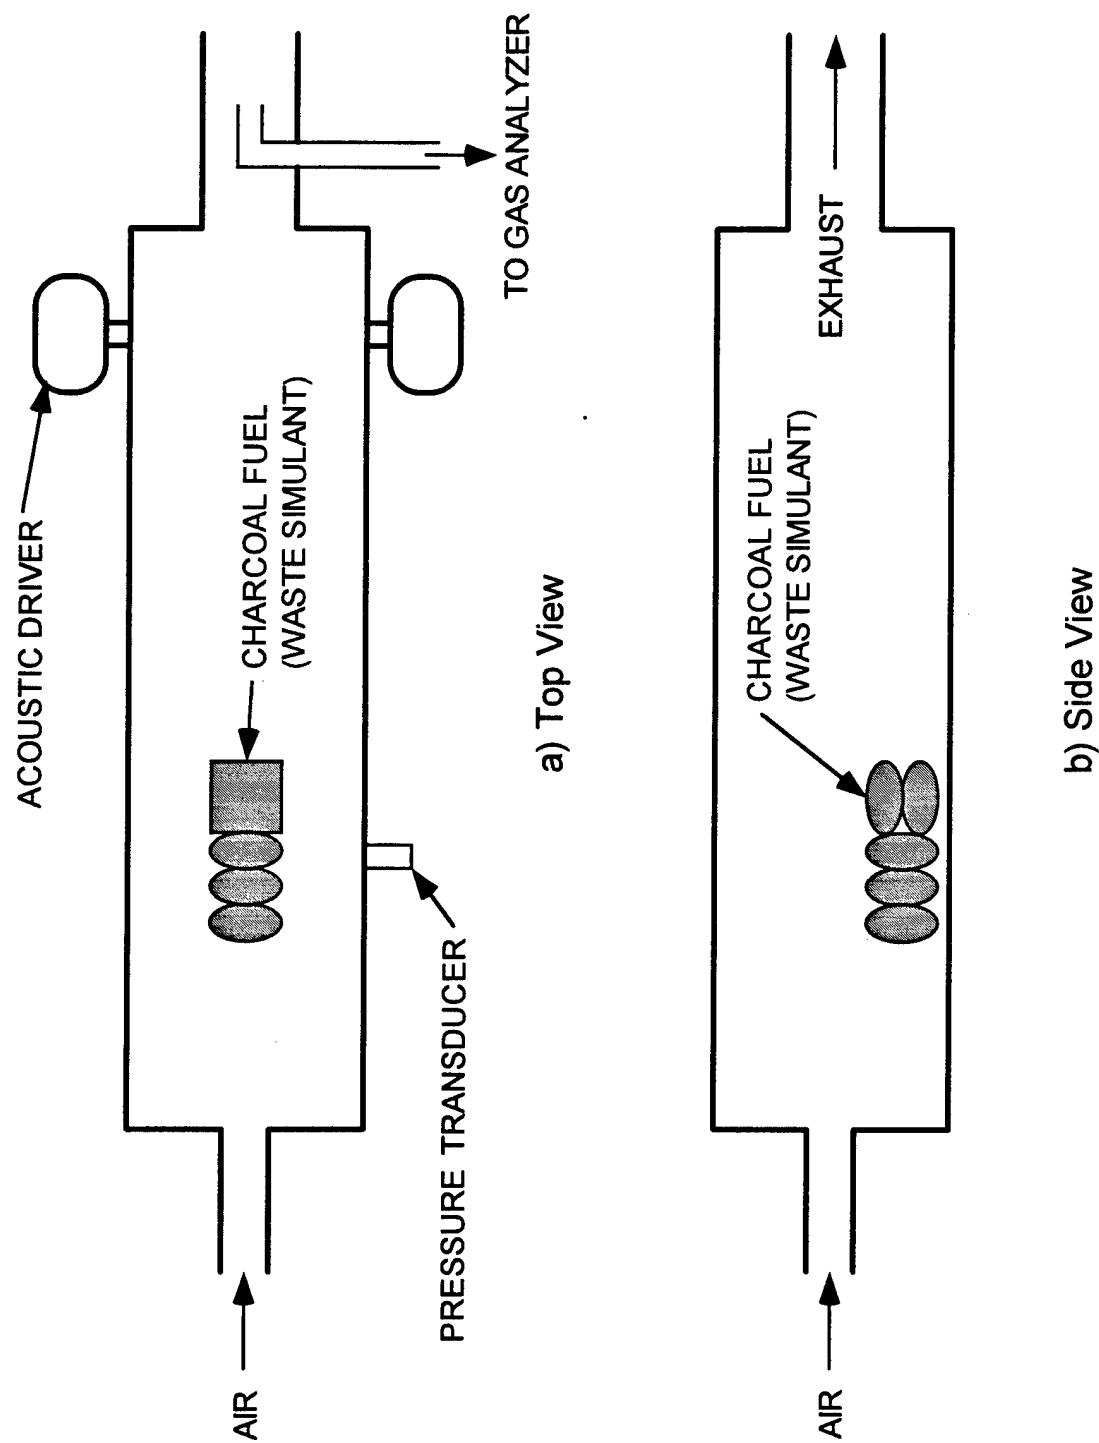 ACOUSTIC DRIVER
CHARCOAL FUEL
(WASTE SIMULANT)
TO GAS ANALYZER
PRESSURE TRANSDUCER
AIR
a) Top View
CHARCOAL FUEL
(WASTE SIMULANT)
EXHAUST
AIR
b) Side View